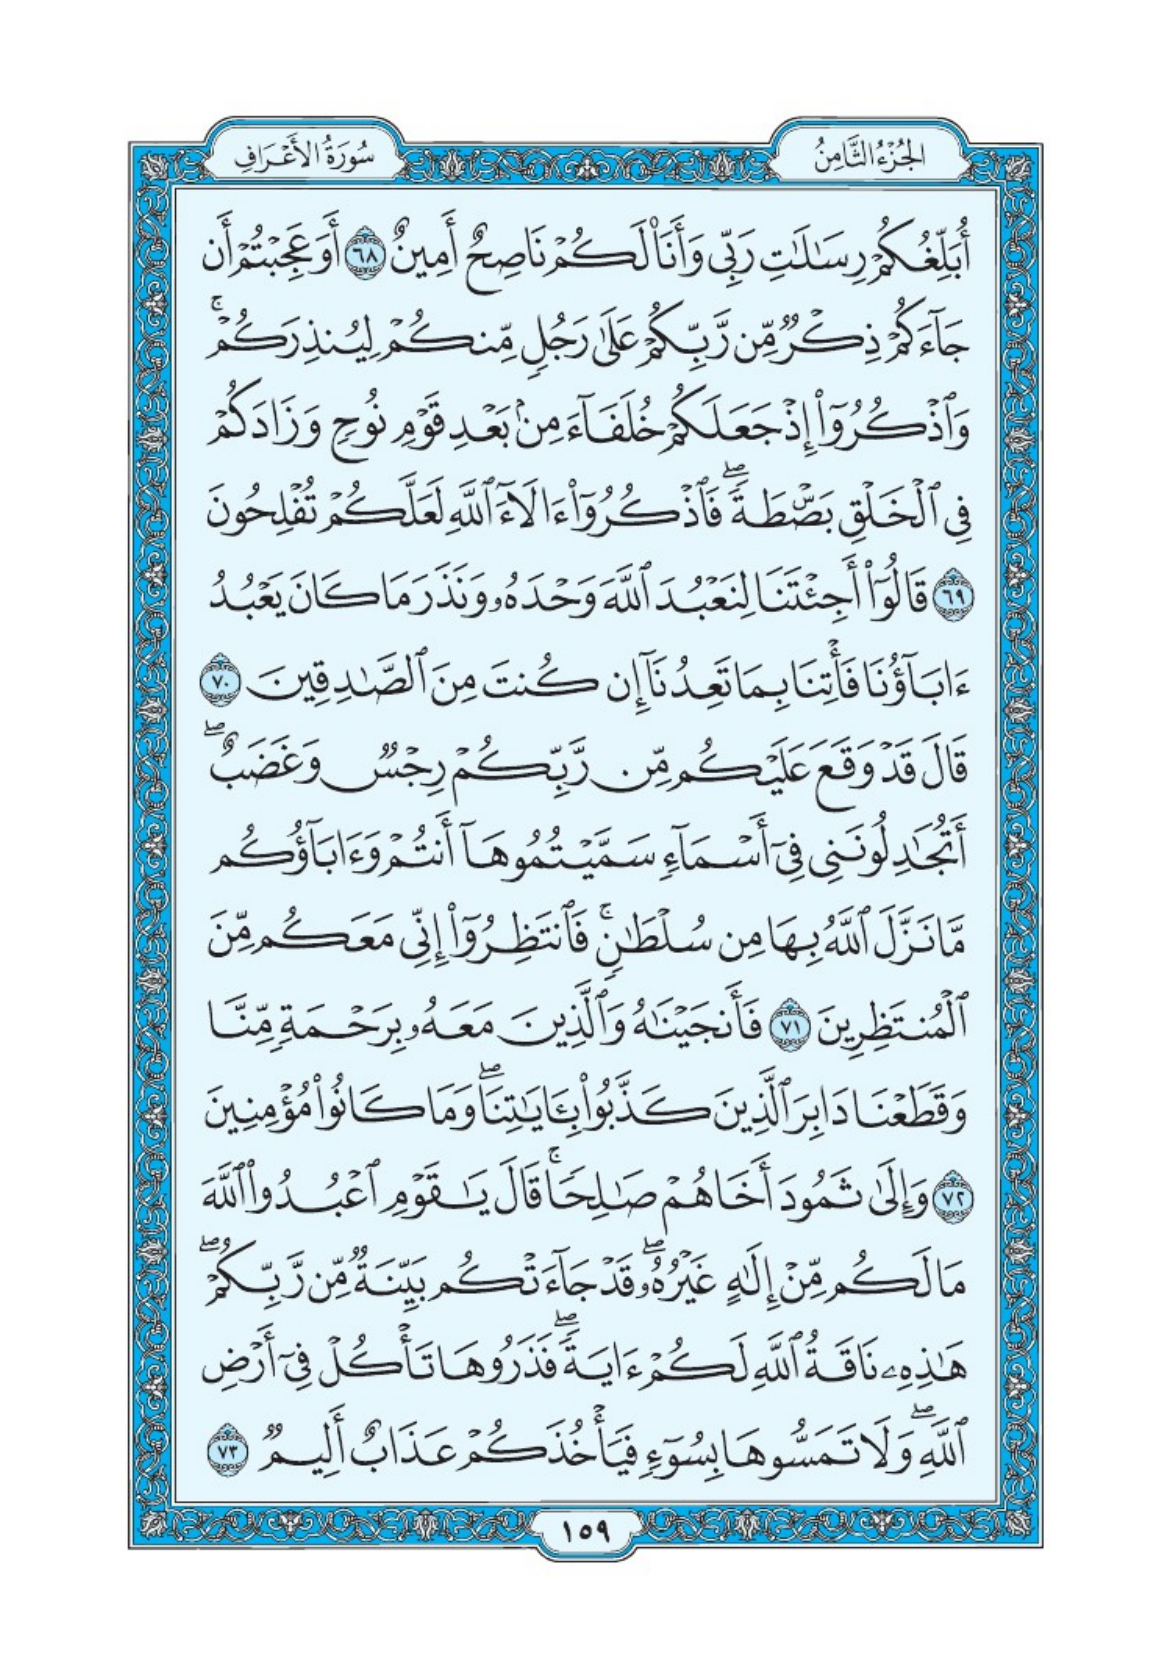 الجُزْءُ الثَّامِنُ
سُورَةُ الأَعْرَافِ
أُبَلِّغُكُمْ رِسَٰلَٰتِ رَبِّى وَأَنَا۠ لَكُمْ نَاصِحٌ أَمِينٌ ٦٨ أَوَعَجِبْتُمْ أَن
جَآءَكُمْ ذِكْرٌ مِّن رَّبِّكُمْ عَلَىٰ رَجُلٍ مِّنكُمْ لِيُنذِرَكُمْ ۚ
وَٱذْكُرُوٓا۟ إِذْ جَعَلَكُمْ خُلَفَآءَ مِنۢ بَعْدِ قَوْمِ نُوحٍ وَزَادَكُمْ
فِى ٱلْخَلْقِ بَصْۜطَةً ۖ فَٱذْكُرُوٓا۟ ءَالَآءَ ٱللَّهِ لَعَلَّكُمْ تُفْلِحُونَ
٦٩ قَالُوٓا۟ أَجِئْتَنَا لِنَعْبُدَ ٱللَّهَ وَحْدَهُۥ وَنَذَرَ مَا كَانَ يَعْبُدُ
ءَابَآؤُنَا فَأْتِنَا بِمَا تَعِدُنَآ إِن كُنتَ مِنَ ٱلصَّٰدِقِينَ ٧٠
قَالَ قَدْ وَقَعَ عَلَيْكُم مِّن رَّبِّكُمْ رِجْسٌ وَغَضَبٌ ۖ
أَتُجَٰدِلُونَنِى فِىٓ أَسْمَآءٍ سَمَّيْتُمُوهَآ أَنتُمْ وَءَابَآؤُكُم
مَّا نَزَّلَ ٱللَّهُ بِهَا مِن سُلْطَٰنٍ ۚ فَٱنتَظِرُوٓا۟ إِنِّى مَعَكُم مِّنَ
ٱلْمُنتَظِرِينَ ٧١ فَأَنجَيْنَٰهُ وَٱلَّذِينَ مَعَهُۥ بِرَحْمَةٍ مِّنَّا
وَقَطَعْنَا دَابِرَ ٱلَّذِينَ كَذَّبُوا۟ بِـَٔايَٰتِنَا ۖ وَمَا كَانُوا۟ مُؤْمِنِينَ
٧٢ وَإِلَىٰ ثَمُودَ أَخَاهُمْ صَٰلِحًا ۚ قَالَ يَٰقَوْمِ ٱعْبُدُوا۟ ٱللَّهَ
مَا لَكُم مِّنْ إِلَٰهٍ غَيْرُهُۥ ۖ قَدْ جَآءَتْكُم بَيِّنَةٌ مِّن رَّبِّكُمْ ۖ
هَٰذِهِۦ نَاقَةُ ٱللَّهِ لَكُمْ ءَايَةً ۖ فَذَرُوهَا تَأْكُلْ فِىٓ أَرْضِ
ٱللَّهِ ۖ وَلَا تَمَسُّوهَا بِسُوٓءٍ فَيَأْخُذَكُمْ عَذَابٌ أَلِيمٌ ٧٣
١٥٩